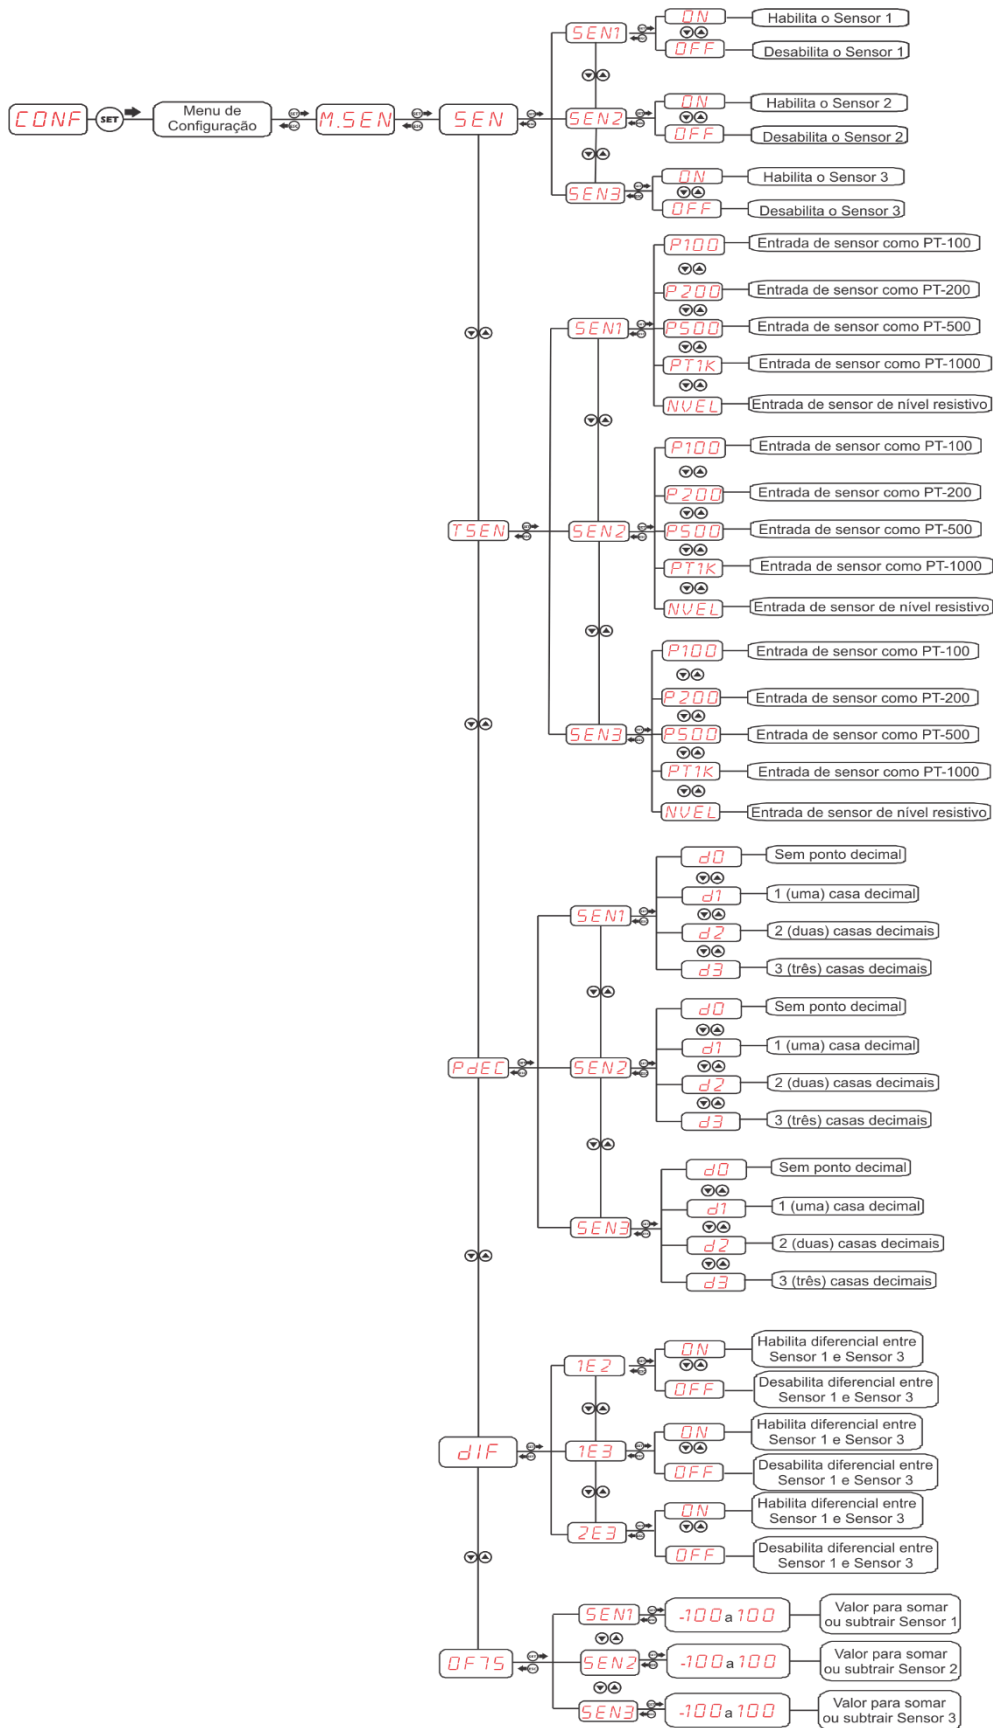 CONF
SET
Menu de
Configuração
M.SEN
SEN
SEN1
ON
Habilita o Sensor 1
OFF
Desabilita o Sensor 1
SEN2
ON
Habilita o Sensor 2
OFF
Desabilita o Sensor 2
SEN3
ON
Habilita o Sensor 3
OFF
Desabilita o Sensor 3
TSEN
SEN1
P100
Entrada de sensor como PT-100
P200
Entrada de sensor como PT-200
P500
Entrada de sensor como PT-500
PT1K
Entrada de sensor como PT-1000
NVEL
Entrada de sensor de nível resistivo
SEN2
P100
Entrada de sensor como PT-100
P200
Entrada de sensor como PT-200
P500
Entrada de sensor como PT-500
PT1K
Entrada de sensor como PT-1000
NVEL
Entrada de sensor de nível resistivo
SEN3
P100
Entrada de sensor como PT-100
P200
Entrada de sensor como PT-200
P500
Entrada de sensor como PT-500
PT1K
Entrada de sensor como PT-1000
NVEL
Entrada de sensor de nível resistivo
PdEC
SEN1
d0
Sem ponto decimal
d1
1 (uma) casa decimal
d2
2 (duas) casas decimais
d3
3 (três) casas decimais
SEN2
d0
Sem ponto decimal
d1
1 (uma) casa decimal
d2
2 (duas) casas decimais
d3
3 (três) casas decimais
SEN3
d0
Sem ponto decimal
d1
1 (uma) casa decimal
d2
2 (duas) casas decimais
d3
3 (três) casas decimais
dIF
1E2
ON
Habilita diferencial entre
Sensor 1 e Sensor 3
OFF
Desabilita diferencial entre
Sensor 1 e Sensor 3
1E3
ON
Habilita diferencial entre
Sensor 1 e Sensor 3
OFF
Desabilita diferencial entre
Sensor 1 e Sensor 3
2E3
ON
Habilita diferencial entre
Sensor 1 e Sensor 3
OFF
Desabilita diferencial entre
Sensor 1 e Sensor 3
OF7S
SEN1
-100 a 100
Valor para somar
ou subtrair Sensor 1
SEN2
-100 a 100
Valor para somar
ou subtrair Sensor 2
SEN3
-100 a 100
Valor para somar
ou subtrair Sensor 3